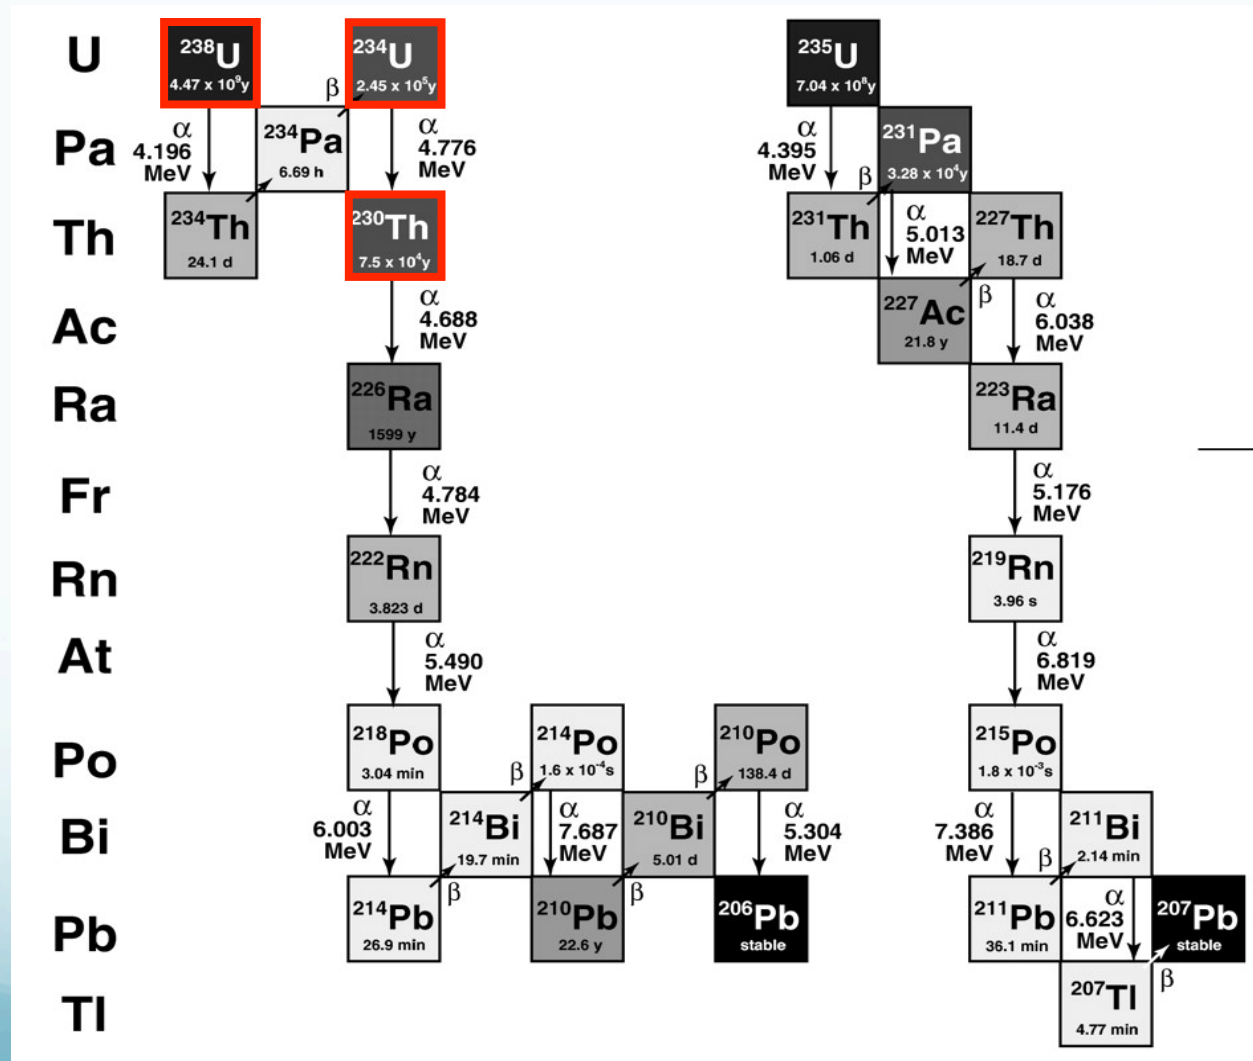 U
Pa
Th
Ac
Ra
Fr
Rn
At
Po
Bi
Pb
Tl
²³⁸U
4.47 x 10⁹y
α
4.196
MeV
²³⁴Th
24.1 d
β
²³⁴Pa
6.69 h
²³⁴U
2.45 x 10⁵y
α
4.776
MeV
²³⁰Th
7.5 x 10⁴y
α
4.688
MeV
²²⁶Ra
1599 y
α
4.784
MeV
²²²Rn
3.823 d
α
5.490
MeV
²¹⁸Po
3.04 min
α
6.003
MeV
²¹⁴Pb
26.9 min
β
²¹⁴Bi
19.7 min
β
²¹⁴Po
1.6 x 10⁻⁴s
α
7.687
MeV
²¹⁰Pb
22.6 y
β
²¹⁰Bi
5.01 d
β
²¹⁰Po
138.4 d
α
5.304
MeV
²⁰⁶Pb
stable
²³⁵U
7.04 x 10⁸y
α
4.395
MeV
²³¹Th
1.06 d
β
²³¹Pa
3.28 x 10⁴y
α
5.013
MeV
²²⁷Ac
21.8 y
β
²²⁷Th
18.7 d
α
6.038
MeV
²²³Ra
11.4 d
α
5.176
MeV
²¹⁹Rn
3.96 s
α
6.819
MeV
²¹⁵Po
1.8 x 10⁻³s
α
7.386
MeV
²¹¹Pb
36.1 min
β
²¹¹Bi
2.14 min
α
6.623
MeV
²⁰⁷Tl
4.77 min
β
²⁰⁷Pb
stable